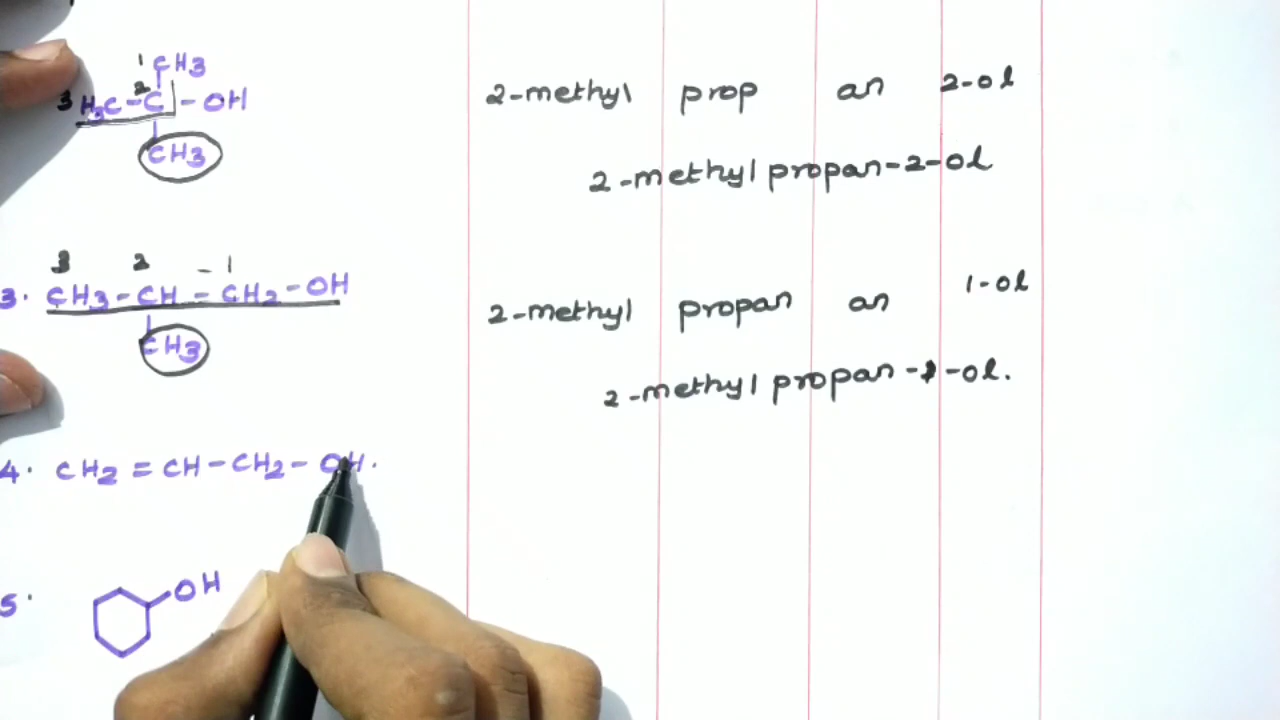 1 CH3
3 H3C - 2 C - OH 2-methyl prop an 2-ol
CH3
2-methyl propan-2-ol
3 2 - 1
3. CH3 - CH - CH2 - OH 2-methyl propan an 1-ol
CH3
2-methyl propan-1-ol.
4. CH2 = CH - CH2 - OH.
5. OH